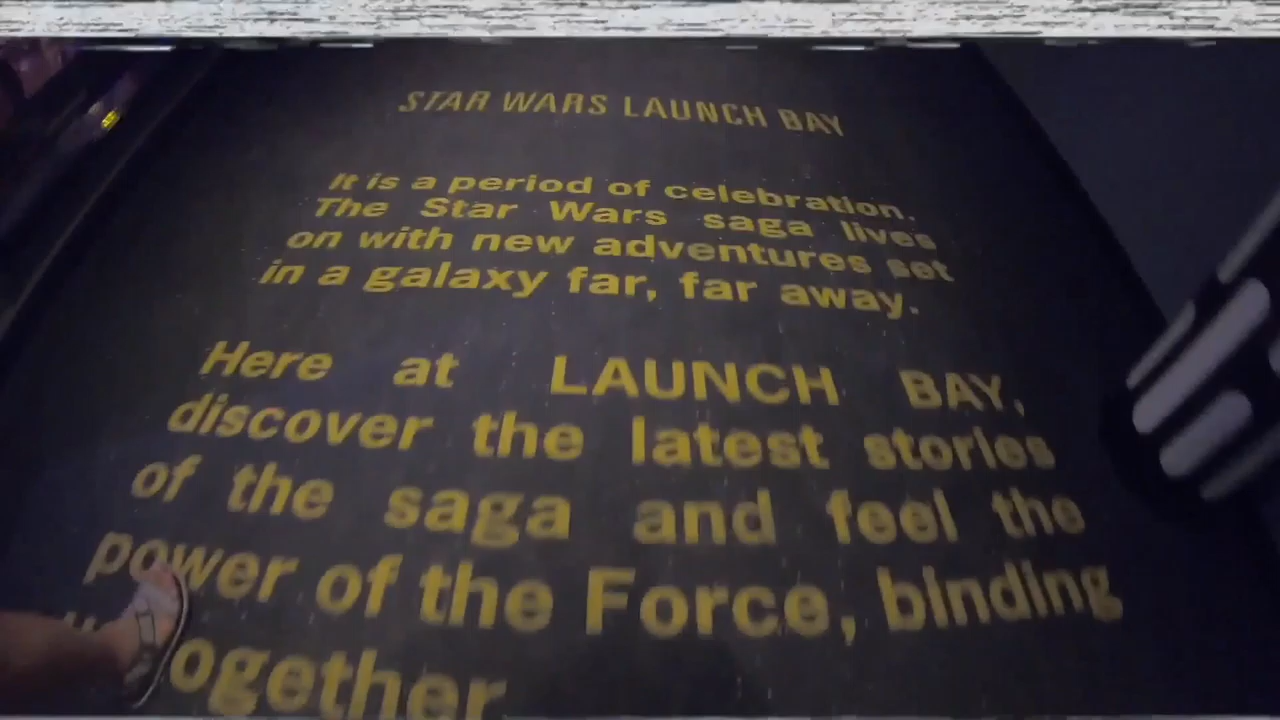 STAR WARS LAUNCH BAY
It is a period of celebration.
The Star Wars saga lives
on with new adventures set
in a galaxy far, far away.
Here at LAUNCH BAY,
discover the latest stories
of the saga and feel the
power of the Force, binding
together